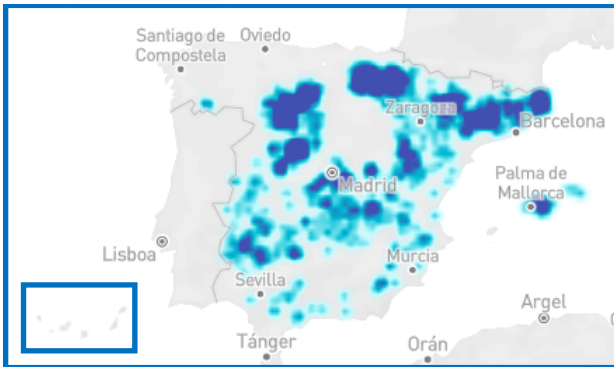 Santiago de
Compostela
Oviedo
Zaragoza
Barcelona
Madrid
Palma de
Mallorca
Lisboa
Murcia
Sevilla
Argel
Tánger
Orán